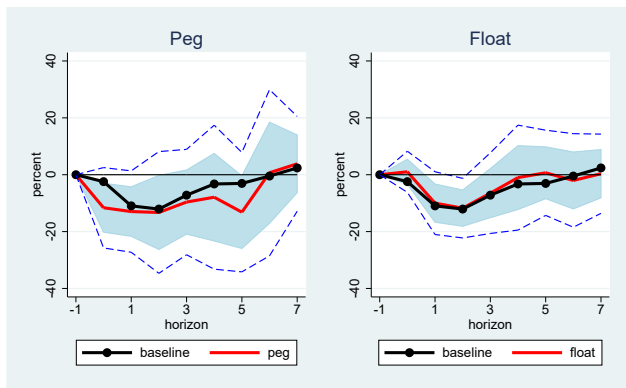 Peg
40
20
0
-20
-40
percent
-1
1
3
5
7
horizon
baseline
peg
Float
40
20
0
-20
-40
percent
-1
1
3
5
7
horizon
baseline
float